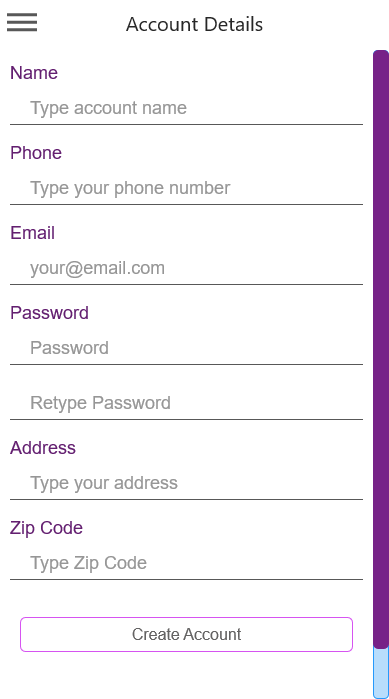 Account Details
Name
Type account name
Phone
Type your phone number
Email
your@email.com
Password
Password
Retype Password
Address
Type your address
Zip Code
Type Zip Code
Create Account